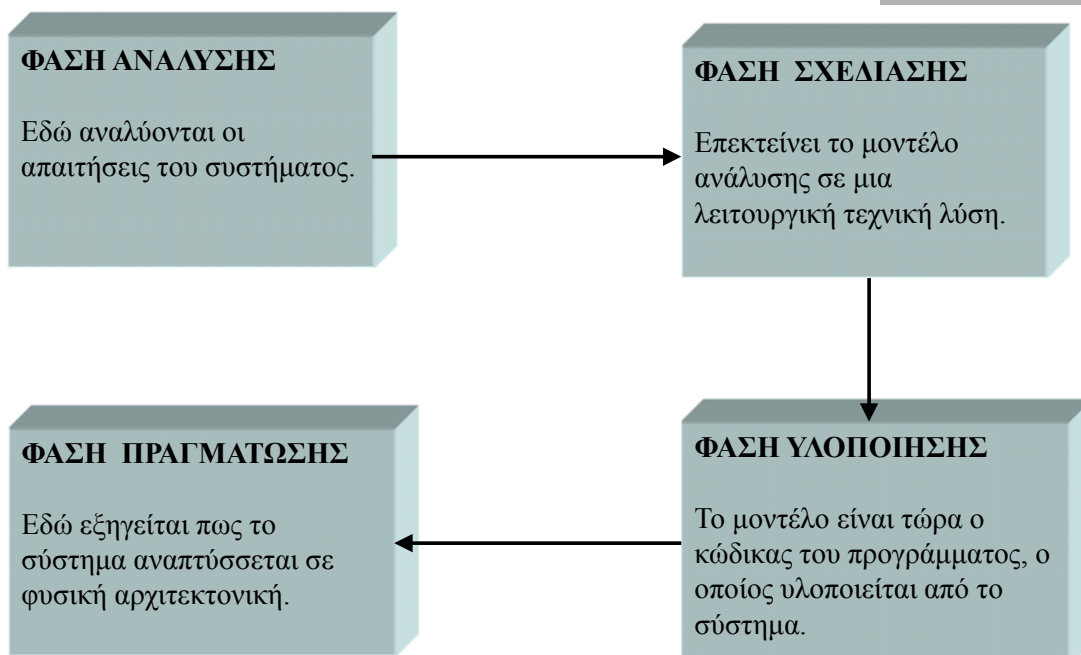 ΦΑΣΗ ΑΝΑΛΥΣΗΣ
Εδώ αναλύονται οι
απαιτήσεις του συστήματος.
ΦΑΣΗ ΣΧΕΔΙΑΣΗΣ
Επεκτείνει το μοντέλο
ανάλυσης σε μια
λειτουργική τεχνική λύση.
ΦΑΣΗ ΥΛΟΠΟΙΗΣΗΣ
Το μοντέλο είναι τώρα ο
κώδικας του προγράμματος, ο
οποίος υλοποιείται από το
σύστημα.
ΦΑΣΗ ΠΡΑΓΜΑΤΩΣΗΣ
Εδώ εξηγείται πως το
σύστημα αναπτύσσεται σε
φυσική αρχιτεκτονική.